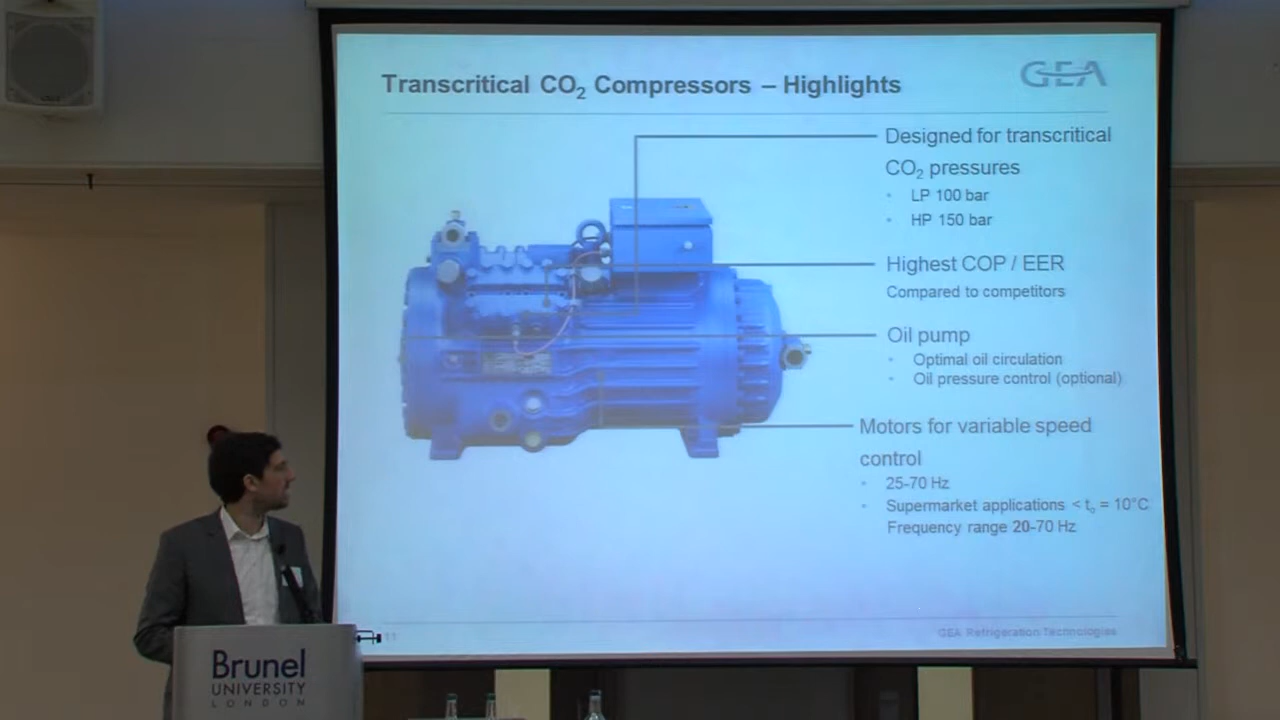 Transcritical CO₂ Compressors – Highlights
GEA
Designed for transcritical
CO₂ pressures
• LP 100 bar
• HP 150 bar
Highest COP / EER
Compared to competitors
Oil pump
• Optimal oil circulation
• Oil pressure control (optional)
Motors for variable speed
control
• 25-70 Hz
• Supermarket applications < tₒ = 10°C
Frequency range 20-70 Hz
11
GEA Refrigeration Technologies
Brunel
UNIVERSITY
LONDON